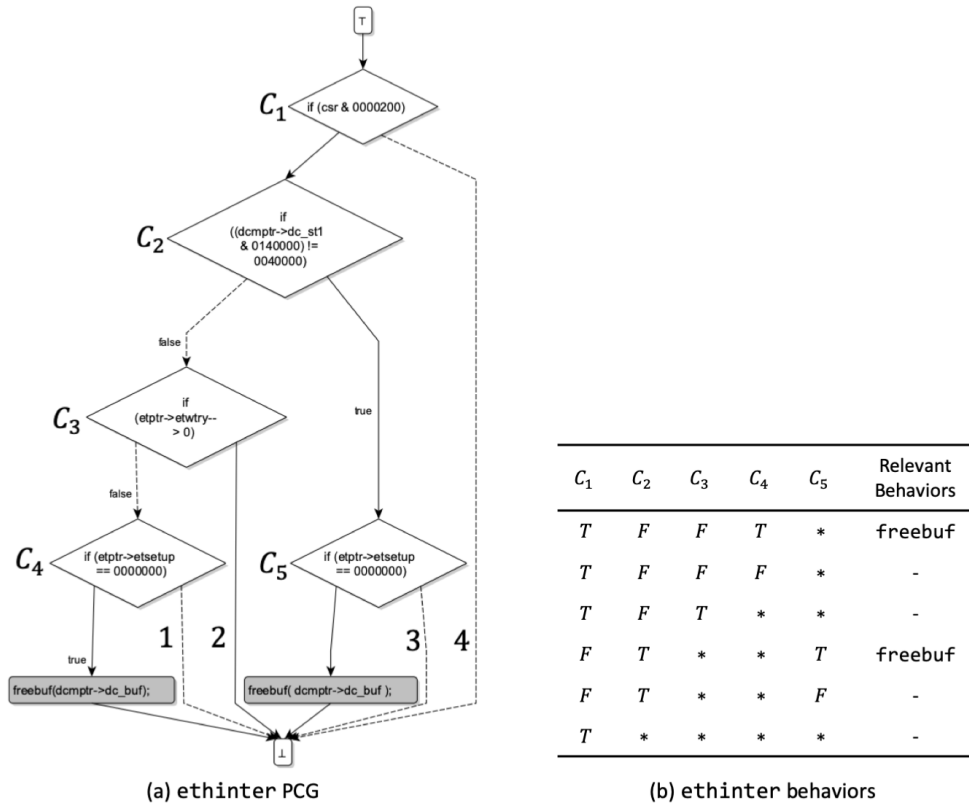 ⊤
C₁
if (csr & 0000200)
C₂
if
((dcmptr->dc_st1
& 0140000) !=
0040000)
false
true
C₃
if
(etptr->etwtry--
> 0)
false
C₄
if (etptr->etsetup
== 0000000)
C₅
if (etptr->etsetup
== 0000000)
1
2
3
4
true
freebuf(dcmptr->dc_buf);
freebuf( dcmptr->dc_buf );
⊥
(a) ethinter PCG
C₁ C₂ C₃ C₄ C₅ Relevant Behaviors
T F F T * freebuf
T F F F * -
T F T * * -
F T * * T freebuf
F T * * F -
T * * * * -
(b) ethinter behaviors